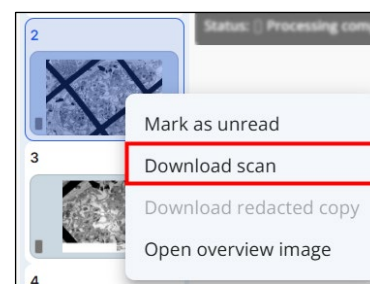 2
Status: Processing com
Mark as unread
3
Download scan
Download redacted copy
Open overview image
4